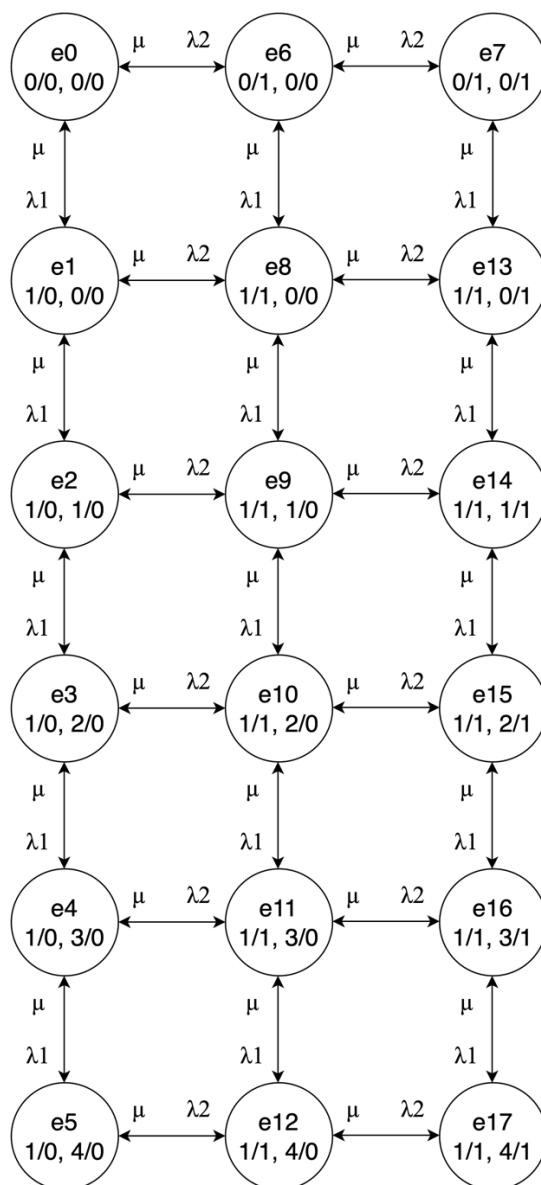 e0 μ λ2 e6 μ λ2 e7
0/0, 0/0 0/1, 0/0 0/1, 0/1
μ μ μ
λ1 λ1 λ1
e1 μ λ2 e8 μ λ2 e13
1/0, 0/0 1/1, 0/0 1/1, 0/1
μ μ μ
λ1 λ1 λ1
e2 μ λ2 e9 μ λ2 e14
1/0, 1/0 1/1, 1/0 1/1, 1/1
μ μ μ
λ1 λ1 λ1
e3 μ λ2 e10 μ λ2 e15
1/0, 2/0 1/1, 2/0 1/1, 2/1
μ μ μ
λ1 λ1 λ1
e4 μ λ2 e11 μ λ2 e16
1/0, 3/0 1/1, 3/0 1/1, 3/1
μ μ μ
λ1 λ1 λ1
e5 μ λ2 e12 μ λ2 e17
1/0, 4/0 1/1, 4/0 1/1, 4/1